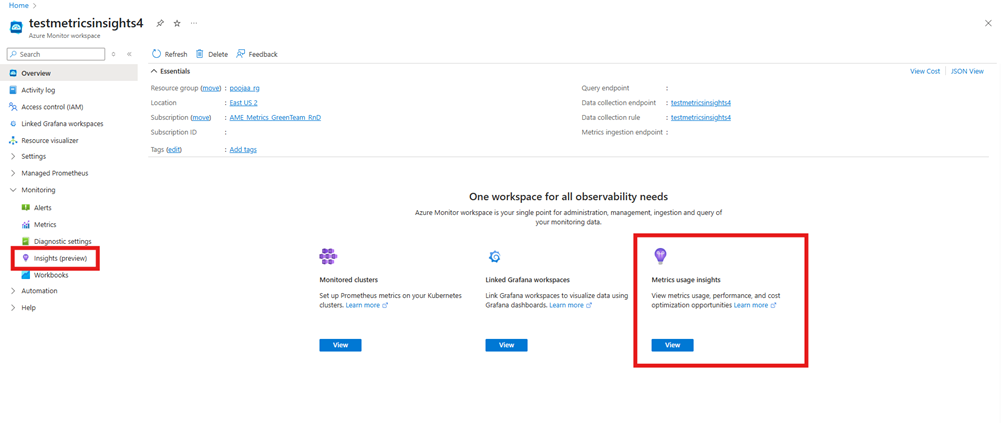 Home
testmetricsinsights4
Azure Monitor workspace
Search
Overview
Activity log
Access control (IAM)
Linked Grafana workspaces
Resource visualizer
Settings
Managed Prometheus
Monitoring
Alerts
Metrics
Diagnostic settings
Insights (preview)
Workbooks
Automation
Help
Refresh
Delete
Feedback
Essentials
View Cost
JSON View
Resource group (move) : poojaa_rg
Location : East US 2
Subscription (move) : AME_Metrics_GreenTeam_RnD
Subscription ID :
Tags (edit) : Add tags
Query endpoint :
Data collection endpoint : testmetricsinsights4
Data collection rule : testmetricsinsights4
Metrics ingestion endpoint :
One workspace for all observability needs
Azure Monitor workspace is your single point for administration, management, ingestion and query of
your monitoring data.
Monitored clusters
Set up Prometheus metrics on your Kubernetes
clusters. Learn more
View
Linked Grafana workspaces
Link Grafana workspaces to visualize data using
Grafana dashboards. Learn more
View
Metrics usage insights
View metrics usage, performance, and cost
optimization opportunities Learn more
View